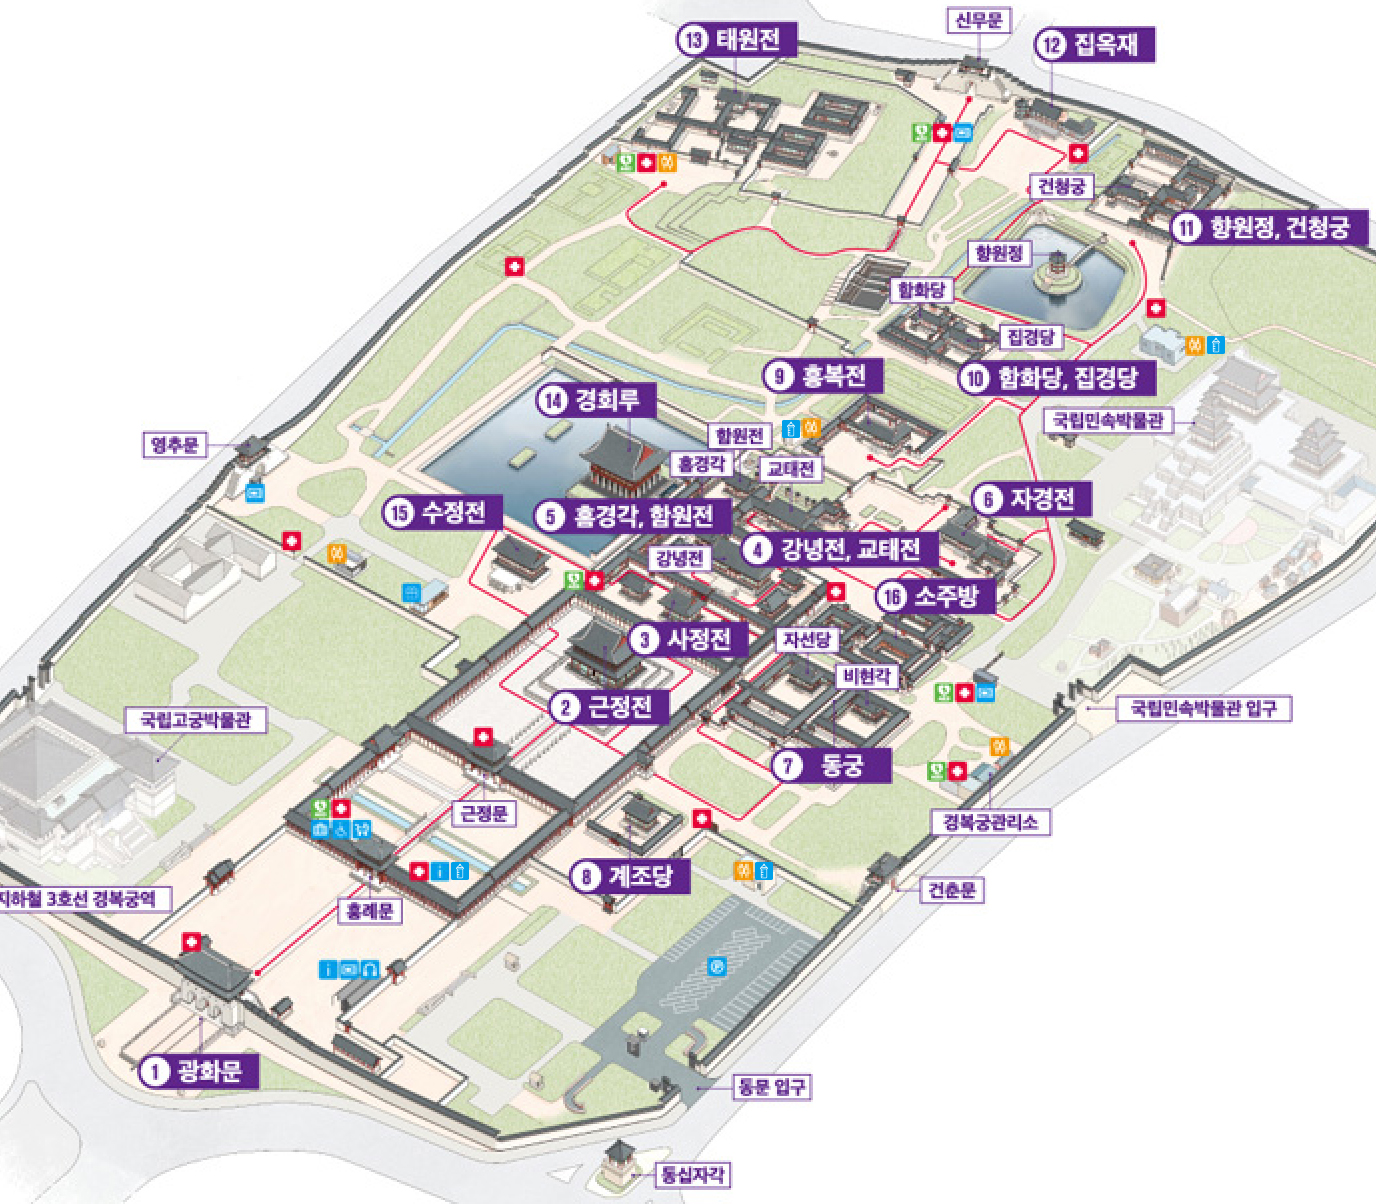 신무문
13 태원전
12 집옥재
건청궁
11 향원정, 건청궁
향원정
함화당
집경당
9 흥복전
10 함화당, 집경당
14 경회루
국립민속박물관
함원전
영추문
흠경각
교태전
6 자경전
15 수정전
5 흠경각, 함원전
4 강녕전, 교태전
강녕전
16 소주방
3 사정전
자선당
비현각
2 근정전
국립민속박물관 입구
국립고궁박물관
7 동궁
근정문
경복궁관리소
8 계조당
건춘문
지하철 3호선 경복궁역
흥례문
i
i
P
1 광화문
동문 입구
동십자각